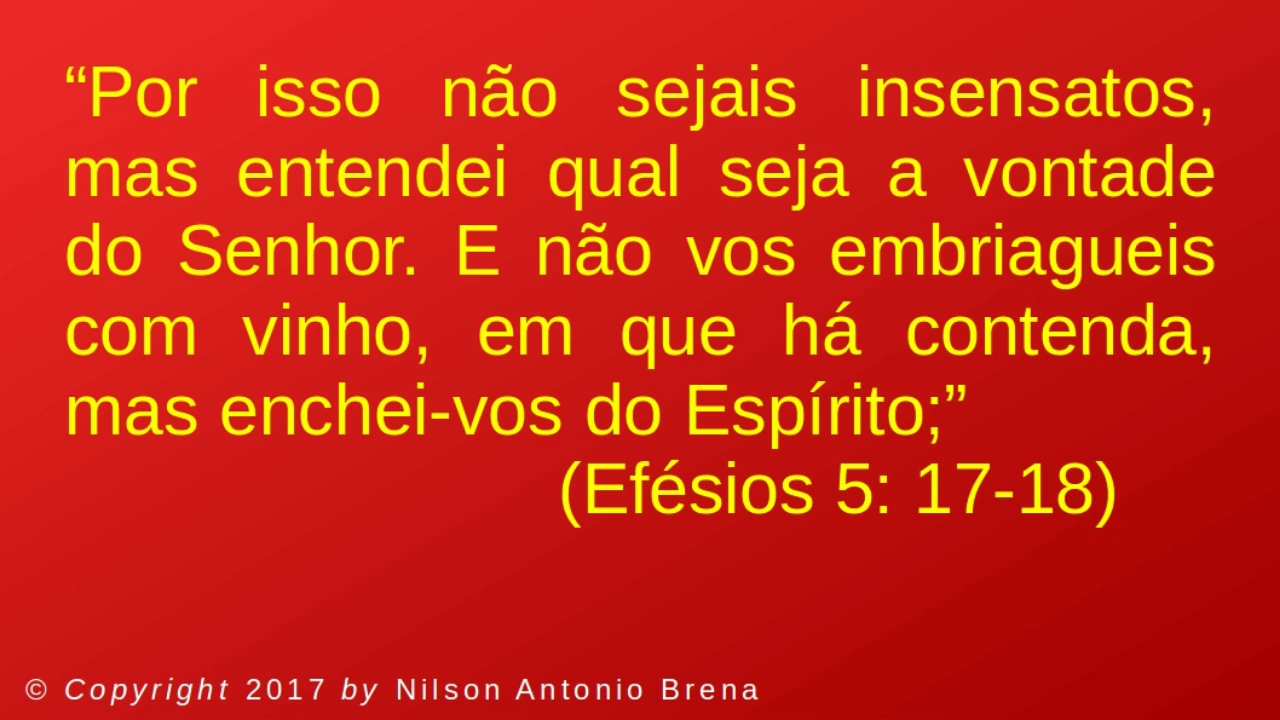 “Por isso não sejais insensatos,
mas entendei qual seja a vontade
do Senhor. E não vos embriagueis
com vinho, em que há contenda,
mas enchei-vos do Espírito;”
(Efésios 5: 17-18)
© Copyright 2017 by Nilson Antonio Brena